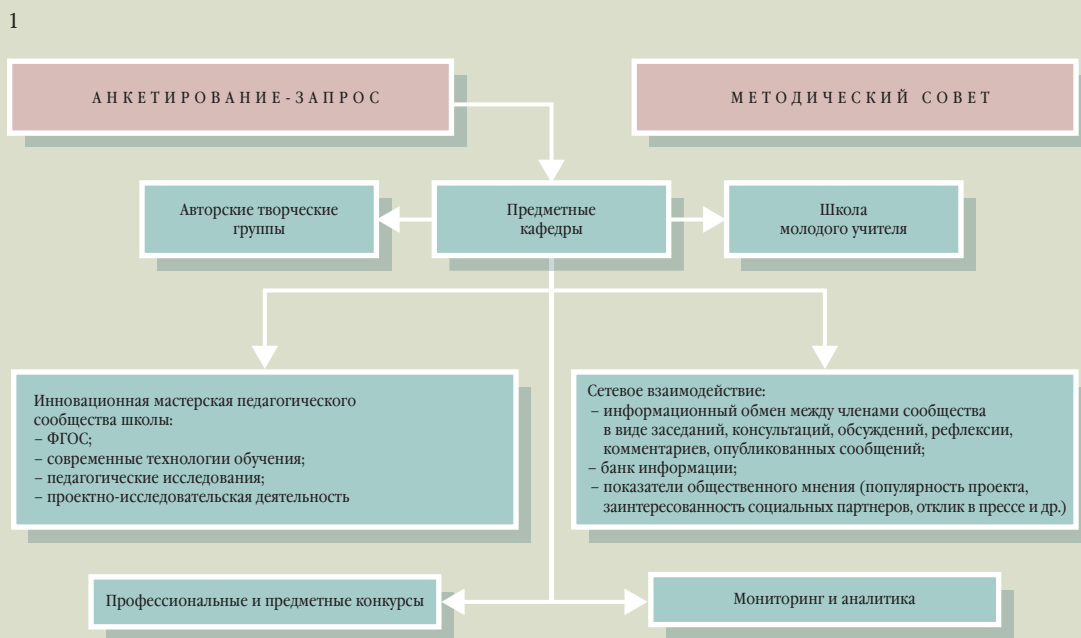 1
АНКЕТИРОВАНИЕ-ЗАПРОС
МЕТОДИЧЕСКИЙ СОВЕТ
Авторские творческие
группы
Предметные
кафедры
Школа
молодого учителя
Инновационная мастерская педагогического
сообщества школы:
– ФГОС;
– современные технологии обучения;
– педагогические исследования;
– проектно-исследовательская деятельность
Сетевое взаимодействие:
– информационный обмен между членами сообщества
в виде заседаний, консультаций, обсуждений, рефлексии,
комментариев, опубликованных сообщений;
– банк информации;
– показатели общественного мнения (популярность проекта,
заинтересованность социальных партнеров, отклик в прессе и др.)
Профессиональные и предметные конкурсы
Мониторинг и аналитика